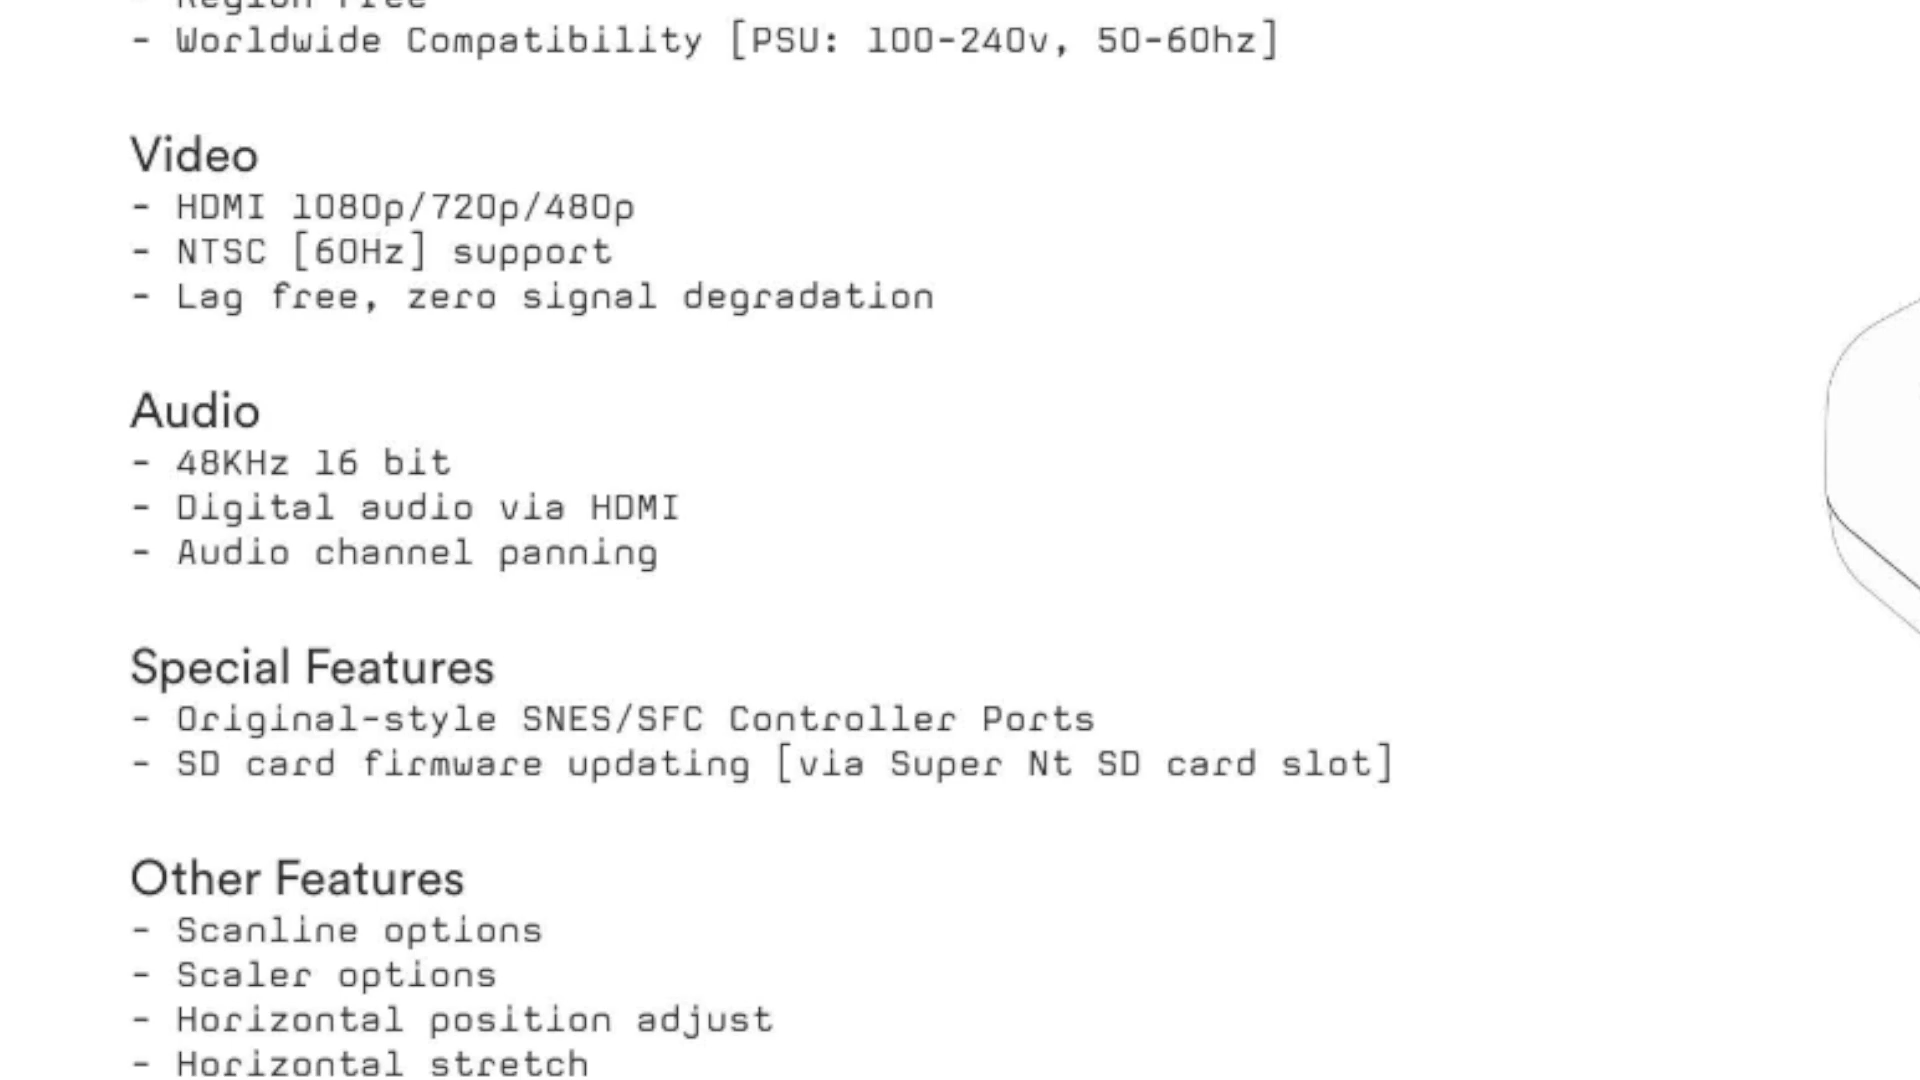 - Region Free
- Worldwide Compatibility [PSU: 100-240v, 50-60hz]
Video
- HDMI 1080p/720p/480p
- NTSC [60Hz] support
- Lag free, zero signal degradation
Audio
- 48KHz 16 bit
- Digital audio via HDMI
- Audio channel panning
Special Features
- Original-style SNES/SFC Controller Ports
- SD card firmware updating [via Super Nt SD card slot]
Other Features
- Scanline options
- Scaler options
- Horizontal position adjust
- Horizontal stretch